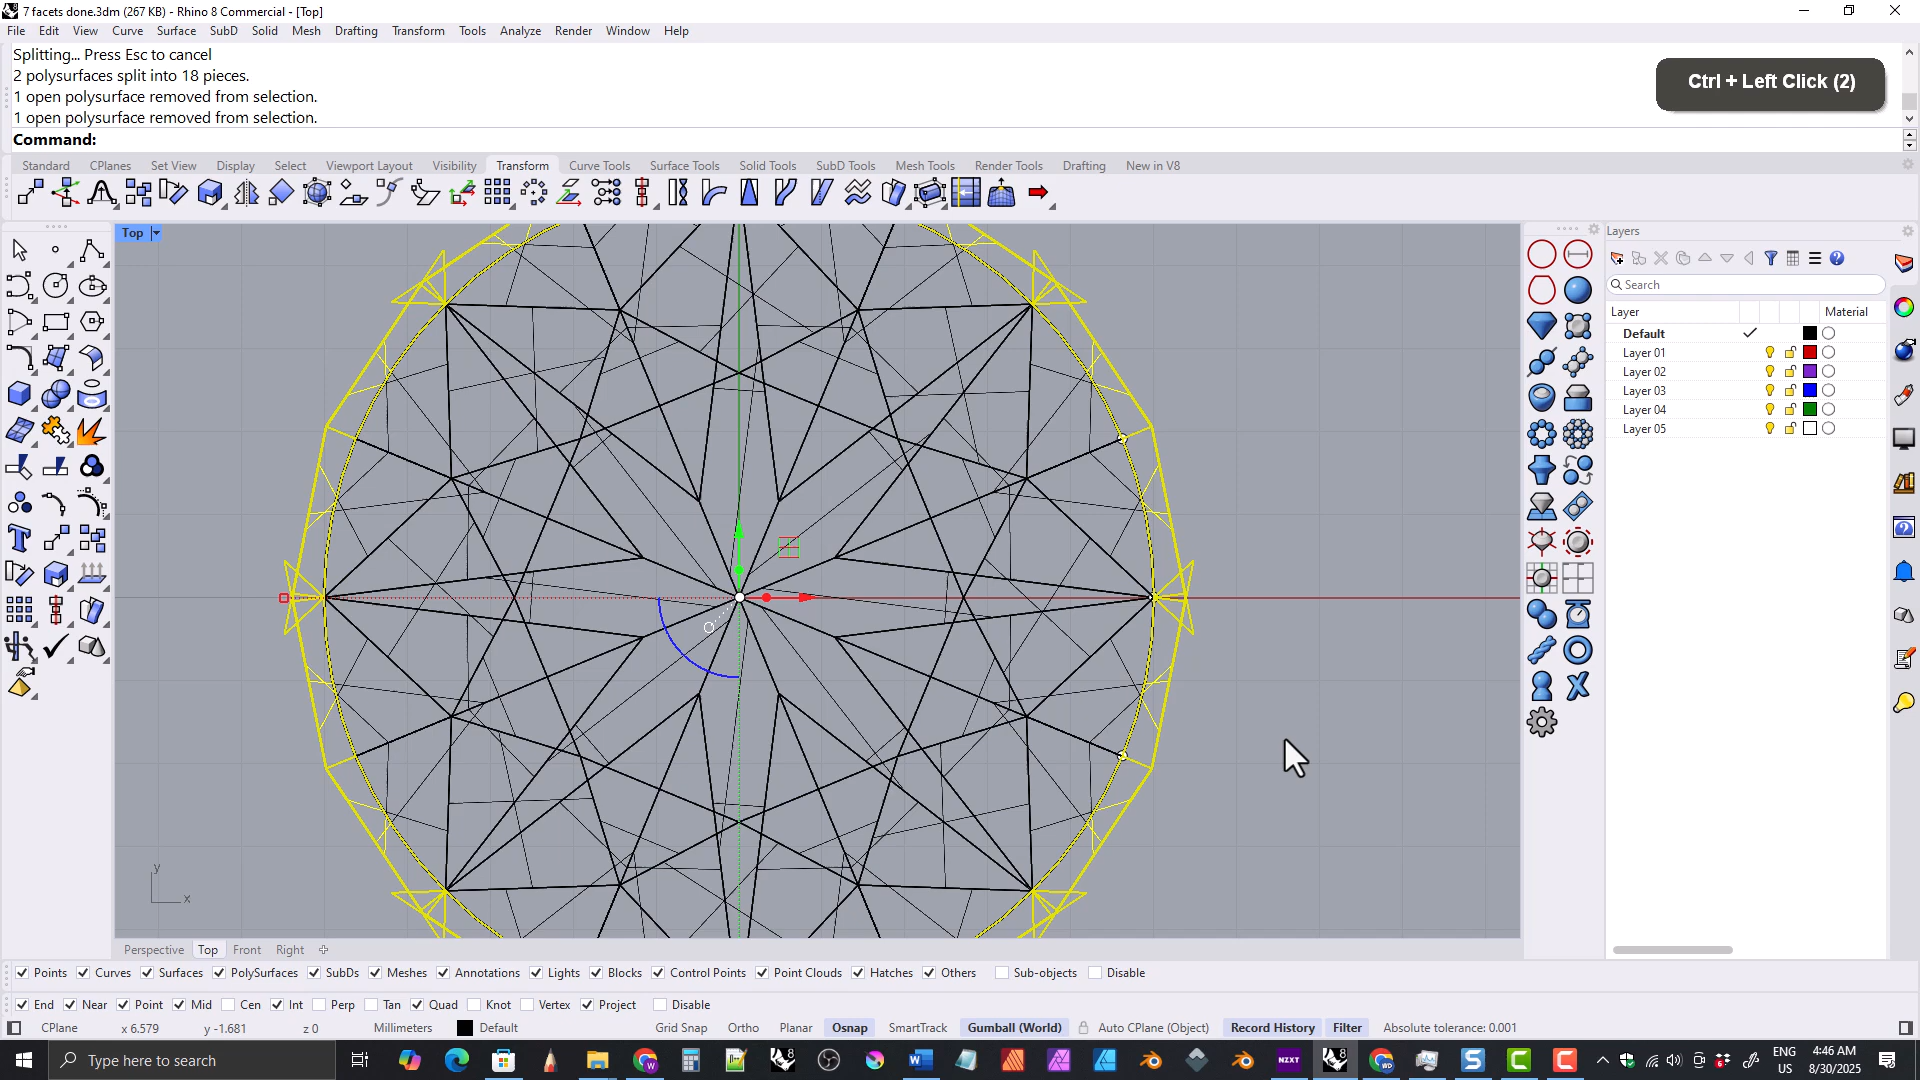 7 facets done.3dm (267 KB) - Rhino 8 Commercial - [Top]
File Edit View Curve Surface SubD Solid Mesh Drafting Transform Tools Analyze Render Window Help
Splitting... Press Esc to cancel
2 polysurfaces split into 18 pieces.
1 open polysurface removed from selection.
1 open polysurface removed from selection.
Command:
Ctrl + Left Click (2)
Standard CPlanes Set View Display Select Viewport Layout Visibility Transform Curve Tools Surface Tools Solid Tools SubD Tools Mesh Tools Render Tools Drafting New in V8
Top
Layers
Search
Layer Material
Default
Layer 01
Layer 02
Layer 03
Layer 04
Layer 05
y
x
Perspective Top Front Right
Points Curves Surfaces PolySurfaces SubDs Meshes Annotations Lights Blocks Control Points Point Clouds Hatches Others Sub-objects Disable
End Near Point Mid Cen Int Perp Tan Quad Knot Vertex Project Disable
CPlane x 6.579 y -1.681 z 0 Millimeters Default Grid Snap Ortho Planar Osnap SmartTrack Gumball (World) Auto CPlane (Object) Record History Filter Absolute tolerance: 0.001
Type here to search
NZXT
ENG
US
4:46 AM
8/30/2025